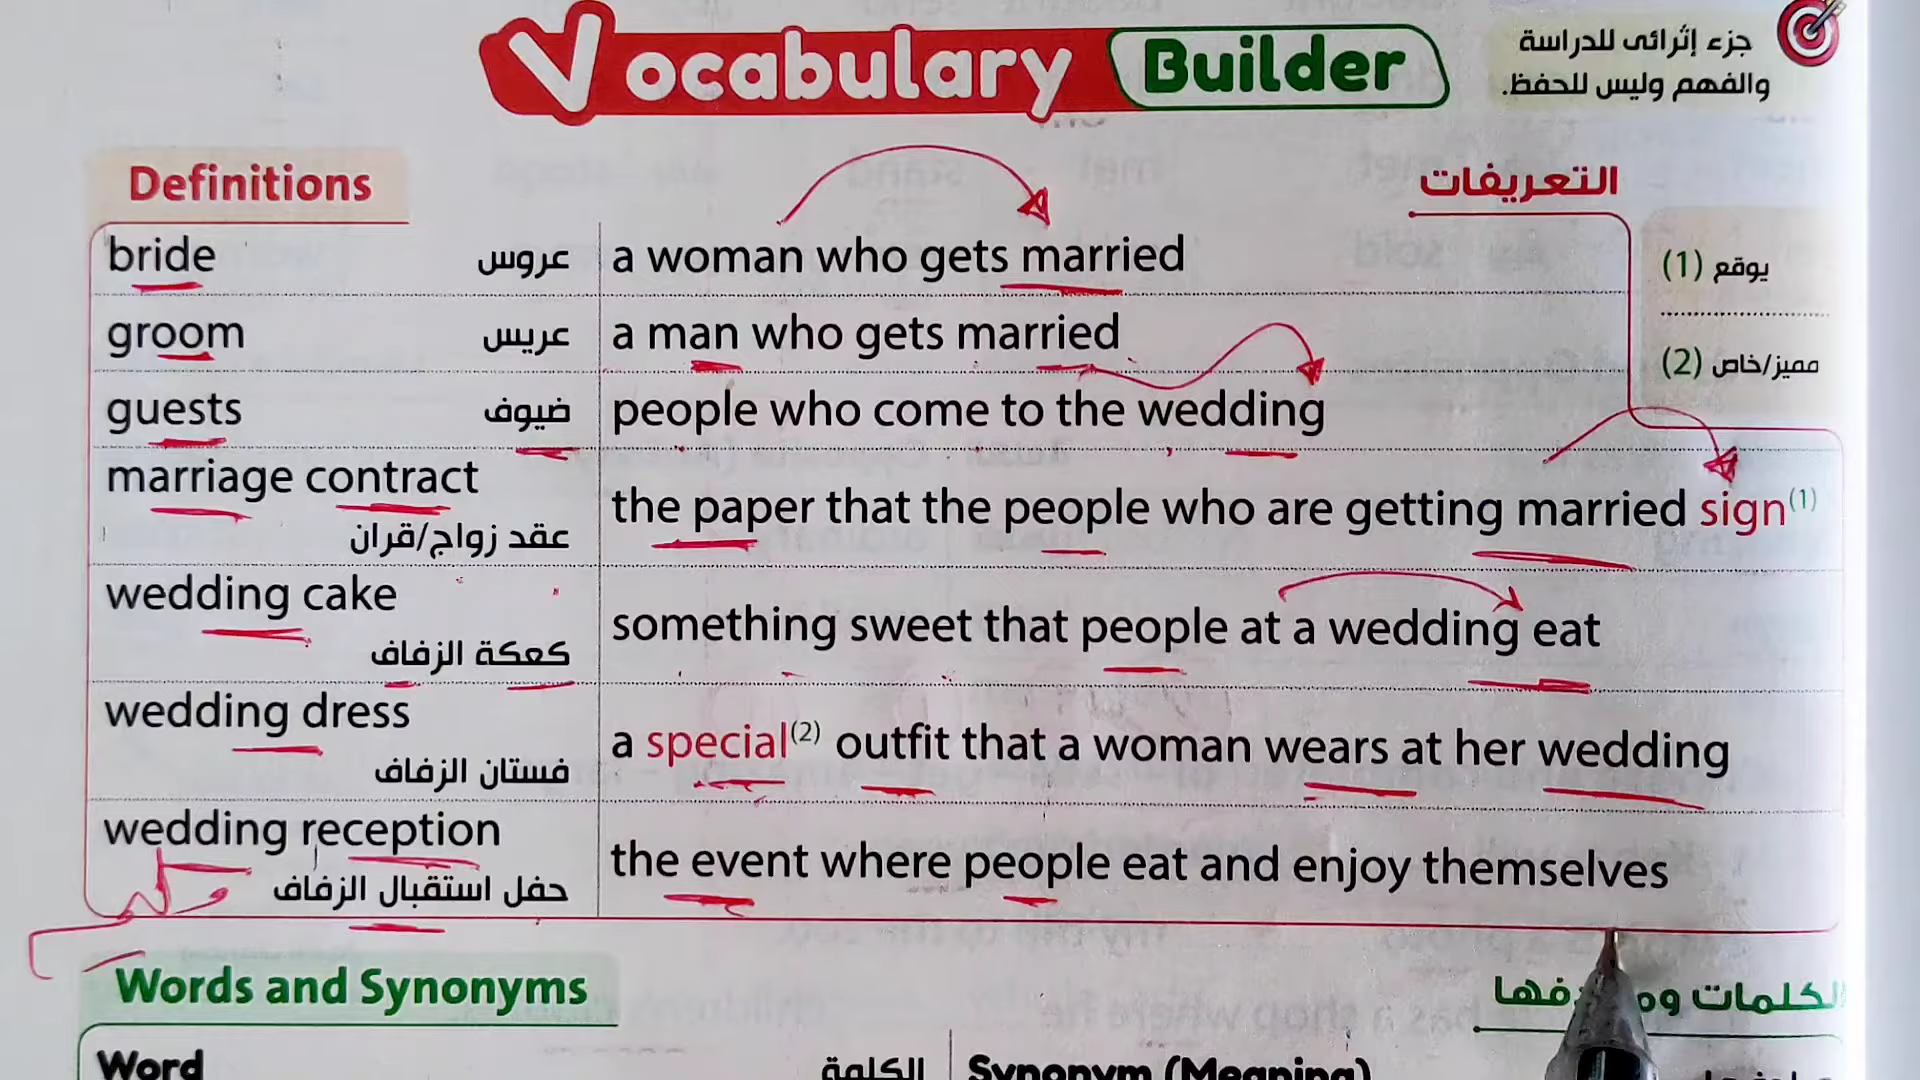 Vocabulary Builder
جزء إثرائى للدراسة
والفهم وليس للحفظ.
Definitions
التعريفات
bride عروس a woman who gets married
(1) يوقع
groom عريس a man who gets married
(2) مميز/خاص
guests ضيوف people who come to the wedding
marriage contract
عقد زواج/قران
the paper that the people who are getting married sign(1)
wedding cake
كعكة الزفاف
something sweet that people at a wedding eat
wedding dress
فستان الزفاف
a special(2) outfit that a woman wears at her wedding
wedding reception
حفل استقبال الزفاف
the event where people eat and enjoy themselves
Words and Synonyms
الكلمات
Word الكلمة Synonym (Meaning)